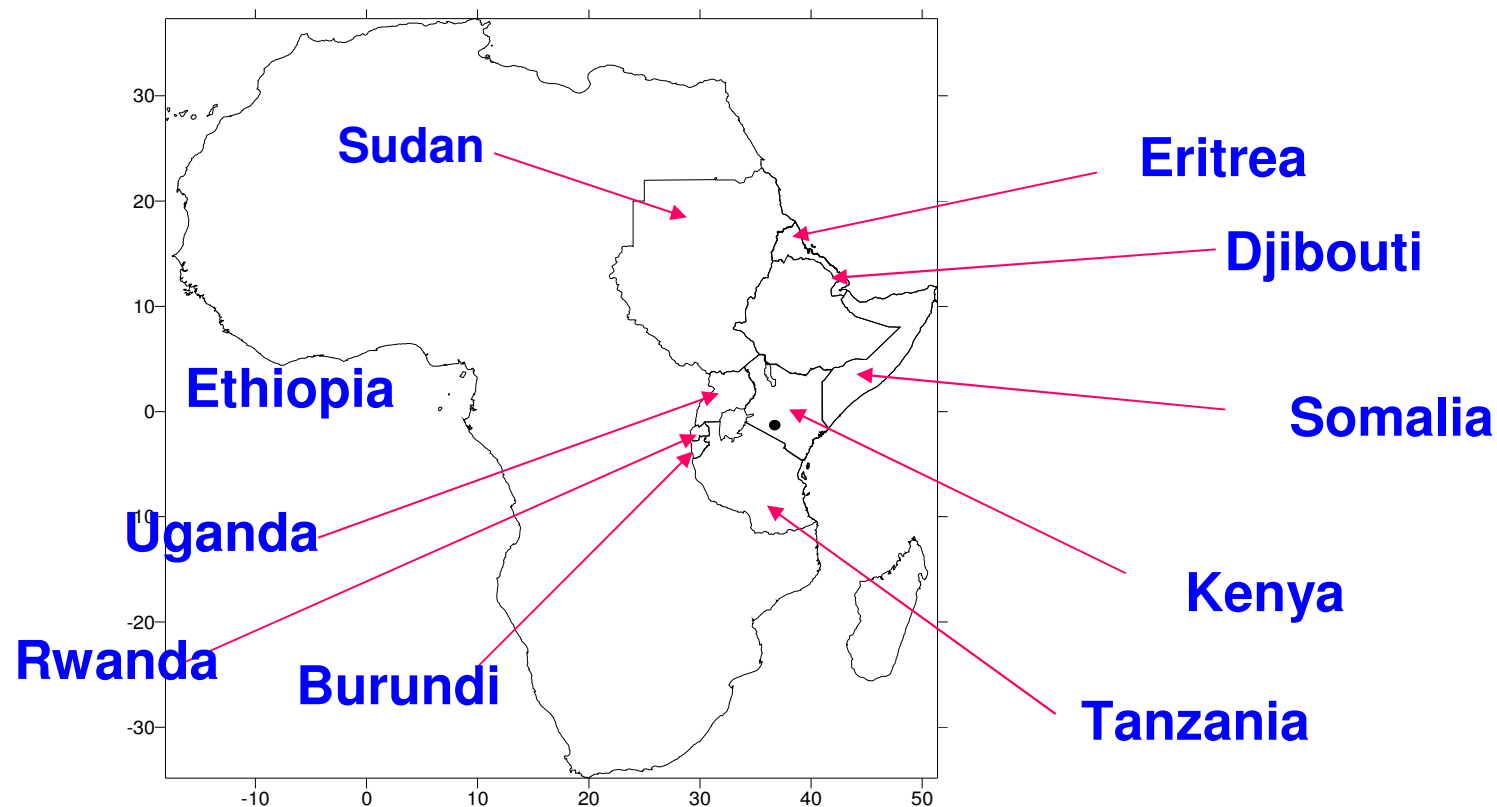 30
Sudan
Eritrea
20
Djibouti
10
Ethiopia
0
Somalia
-10
Uganda
Kenya
-20
Rwanda
Burundi
Tanzania
-30
-10 0 10 20 30 40 50